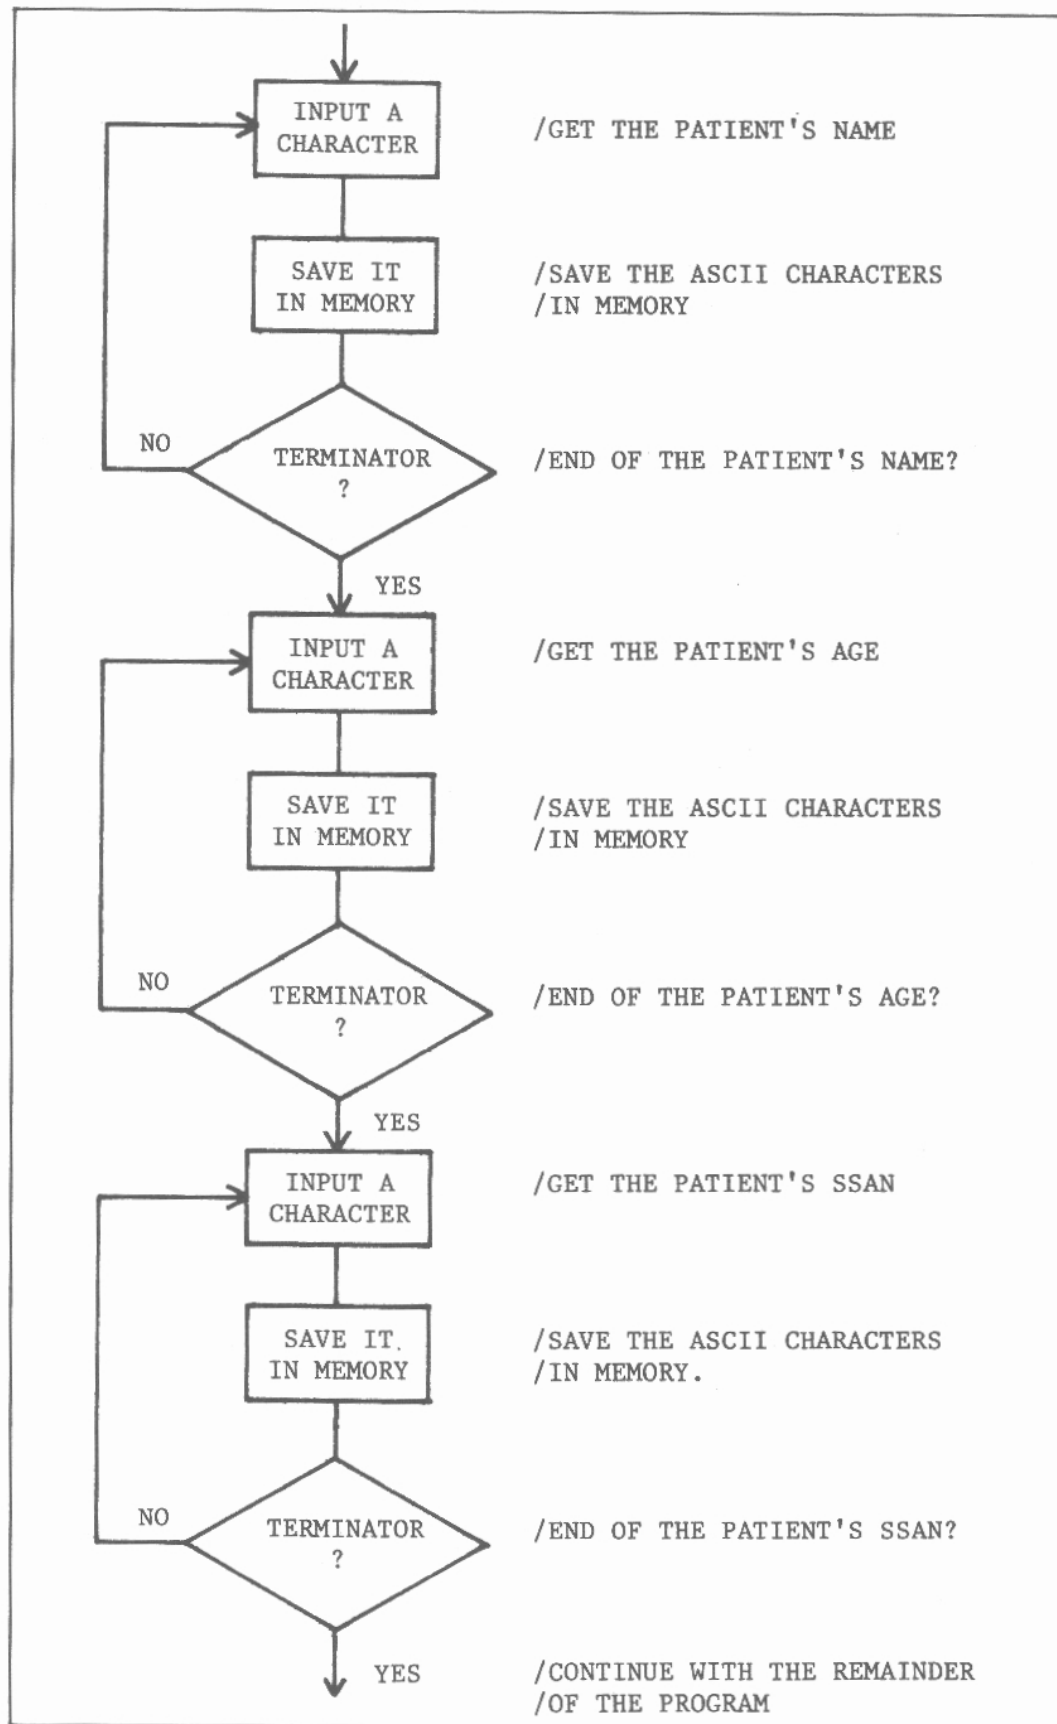 INPUT A
CHARACTER
/GET THE PATIENT'S NAME
SAVE IT
IN MEMORY
/SAVE THE ASCII CHARACTERS
/IN MEMORY
NO
TERMINATOR
?
/END OF THE PATIENT'S NAME?
YES
INPUT A
CHARACTER
/GET THE PATIENT'S AGE
SAVE IT
IN MEMORY
/SAVE THE ASCII CHARACTERS
/IN MEMORY
NO
TERMINATOR
?
/END OF THE PATIENT'S AGE?
YES
INPUT A
CHARACTER
/GET THE PATIENT'S SSAN
SAVE IT
IN MEMORY
/SAVE THE ASCII CHARACTERS
/IN MEMORY.
NO
TERMINATOR
?
/END OF THE PATIENT'S SSAN?
YES
/CONTINUE WITH THE REMAINDER
/OF THE PROGRAM